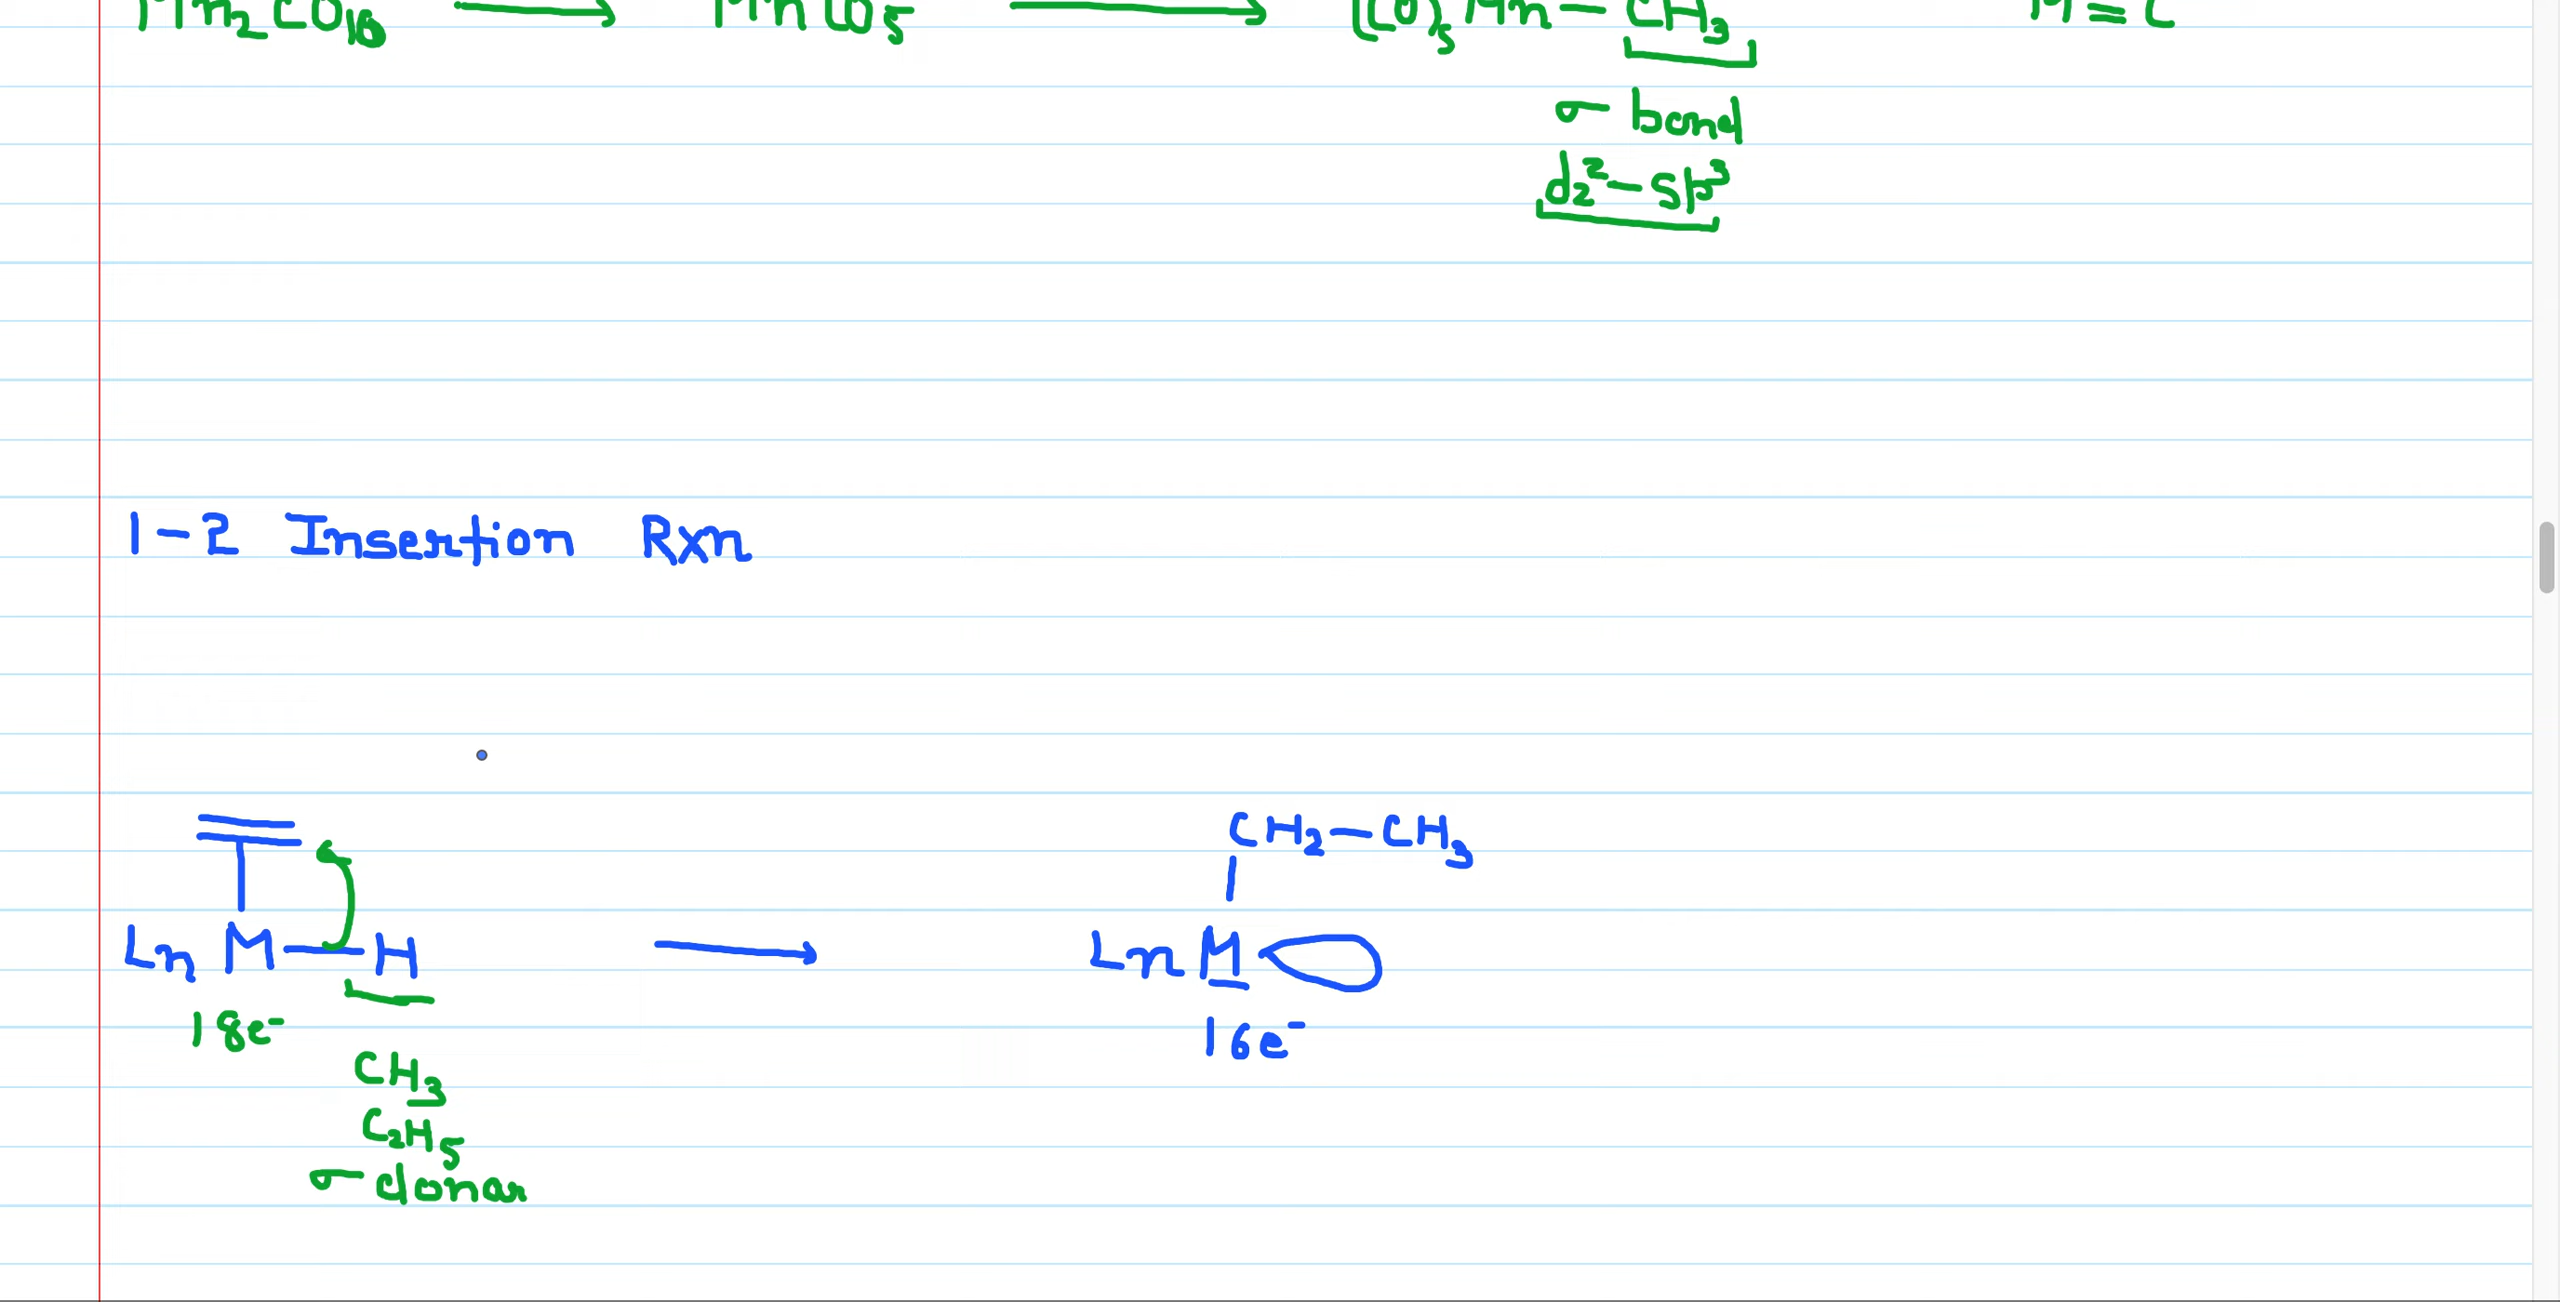 Mn₂CO₁₀ → MnCO₅ → (CO)₅Mn–CH₃ M≡C
σ bond
dz²–sp³
1–2 Insertion Rxn
CH₂–CH₃
LnM–H → LnM
18e⁻ 16e⁻
CH₃
C₂H₅
σ donar